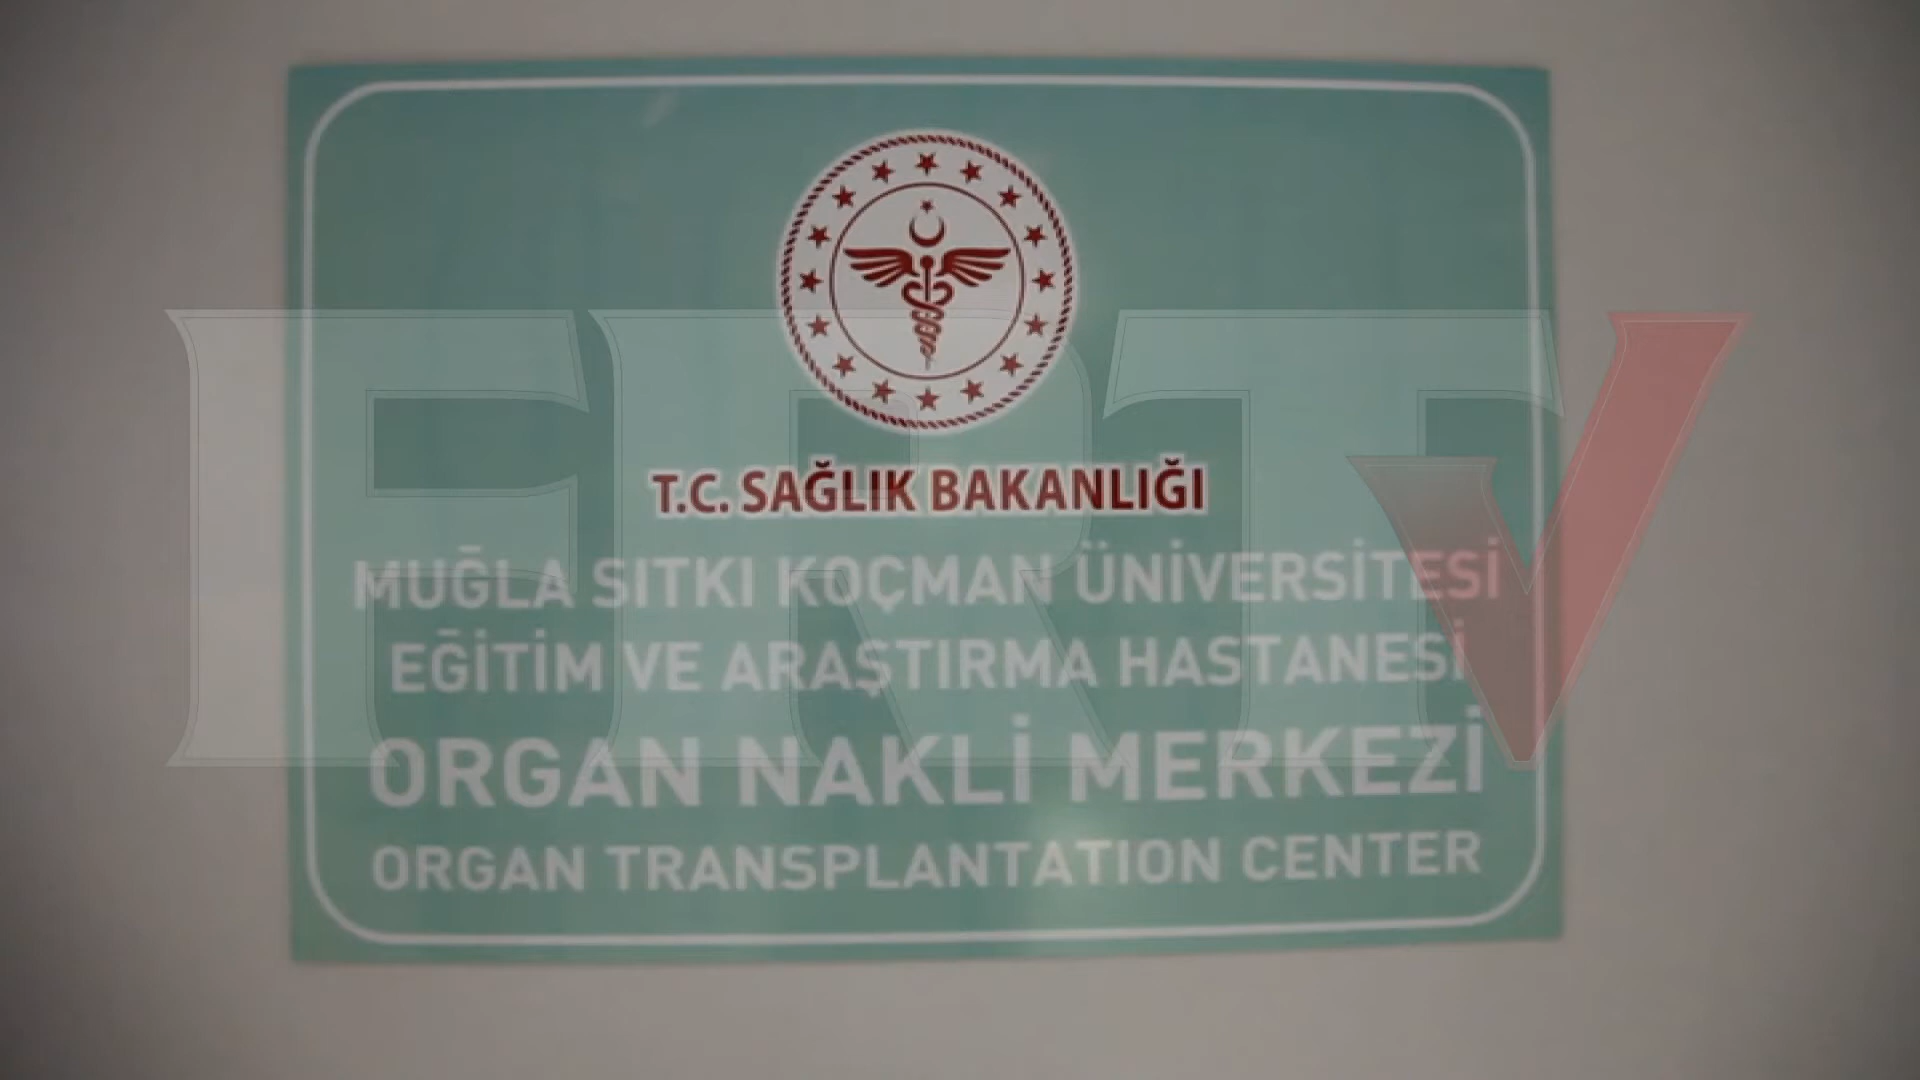 T.C. SAĞLIK BAKANLIĞI
MUĞLA SITKI KOÇMAN ÜNİVERSİTESİ
EĞİTİM VE ARAŞTIRMA HASTANESİ
ORGAN NAKLİ MERKEZİ
ORGAN TRANSPLANTATION CENTER
ERTV